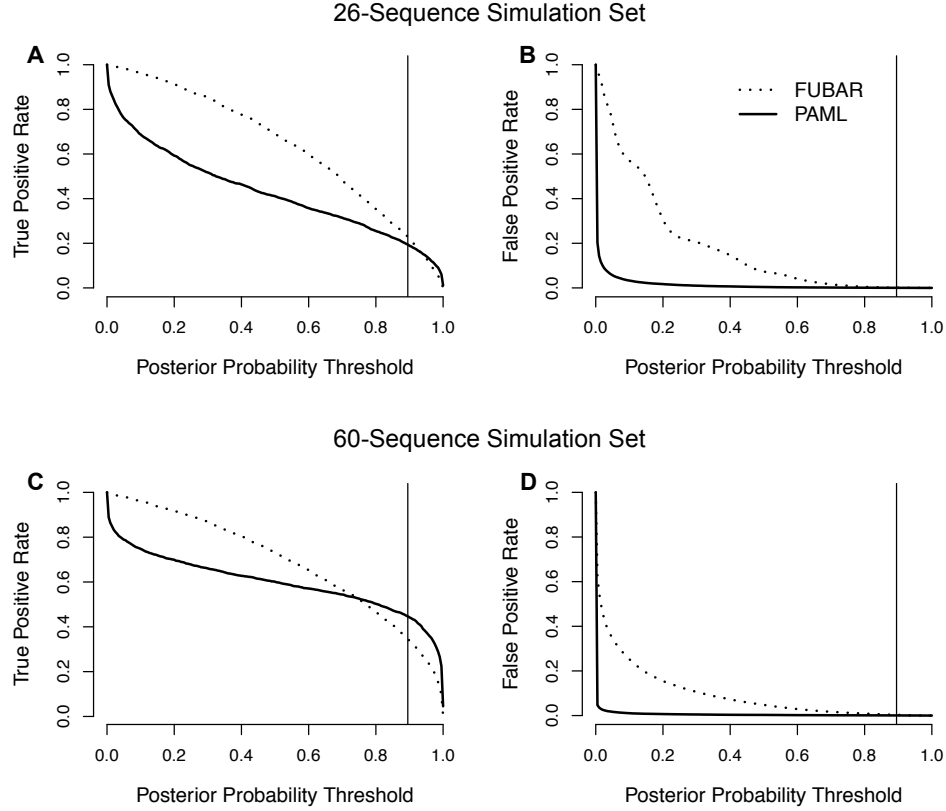 26-Sequence Simulation Set
A
True Positive Rate
0.0 0.2 0.4 0.6 0.8 1.0
0.0 0.2 0.4 0.6 0.8 1.0
Posterior Probability Threshold
B
False Positive Rate
0.0 0.2 0.4 0.6 0.8 1.0
FUBAR
PAML
0.0 0.2 0.4 0.6 0.8 1.0
Posterior Probability Threshold
60-Sequence Simulation Set
C
True Positive Rate
0.0 0.2 0.4 0.6 0.8 1.0
0.0 0.2 0.4 0.6 0.8 1.0
Posterior Probability Threshold
D
False Positive Rate
0.0 0.2 0.4 0.6 0.8 1.0
0.0 0.2 0.4 0.6 0.8 1.0
Posterior Probability Threshold